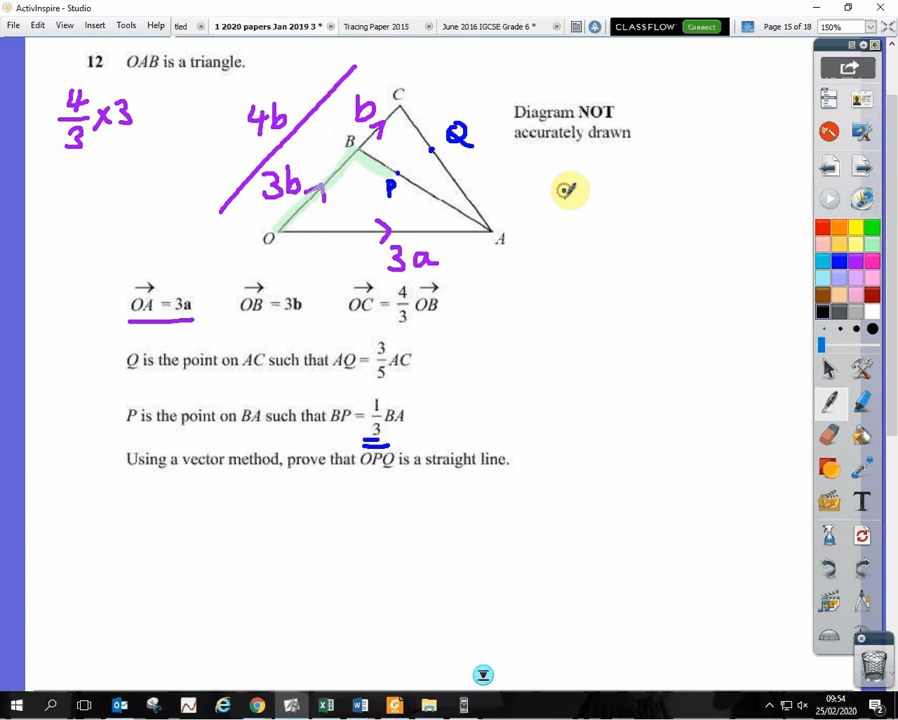 ActivInspire - Studio
File Edit View Insert Tools Help
tled
1 2020 papers Jan 2019 3 *
Tracing Paper 2015
June 2016 IGCSE Grade 6 *
CLASSFLOW
Connect
Page 15 of 18
150%
12 OAB is a triangle.
4/3 × 3
4b
b
C
Q
B
P
3b
O
A
3a
Diagram NOT
accurately drawn
→OA = 3a →OB = 3b →OC = 4/3 →OB
Q is the point on AC such that AQ = 3/5 AC
P is the point on BA such that BP = 1/3 BA
Using a vector method, prove that OPQ is a straight line.
T
09:54
25/02/2020
2